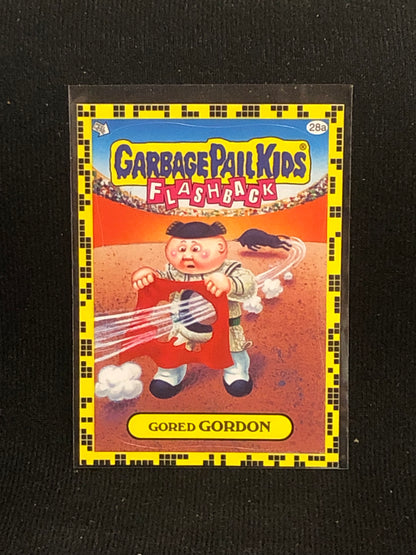 28a
GARBAGE PAIL KIDS®
FLASHBACK
GORED GORDON